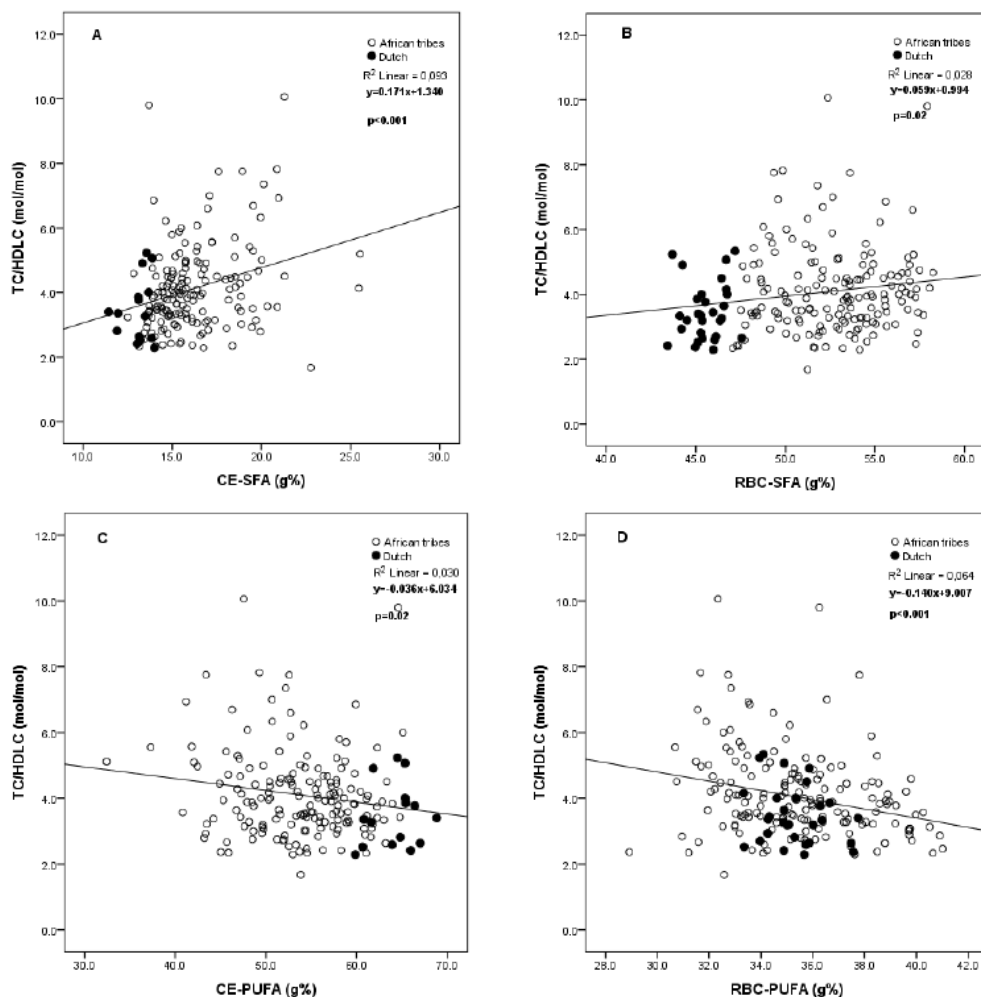 A
African tribes
Dutch
R² Linear = 0,093
y=0.171x+1.340
p<0.001
12.0
10.0
8.0
6.0
4.0
2.0
0.0
TC/HDLC (mol/mol)
10.0 15.0 20.0 25.0 30.0
CE-SFA (g%)
B
African tribes
Dutch
R² Linear = 0,028
y=0.059x+0.994
p=0.02
12.0
10.0
8.0
6.0
4.0
2.0
0.0
TC/HDLC (mol/mol)
40.0 45.0 50.0 55.0 60.0
RBC-SFA (g%)
C
African tribes
Dutch
R² Linear = 0,030
y=-0.036x+6.034
p=0.02
12.0
10.0
8.0
6.0
4.0
2.0
0.0
TC/HDLC (mol/mol)
30.0 40.0 50.0 60.0 70.0
CE-PUFA (g%)
D
African tribes
Dutch
R² Linear = 0,064
y=-0.140x+9.007
p<0.001
12.0
10.0
8.0
6.0
4.0
2.0
0.0
TC/HDLC (mol/mol)
28.0 30.0 32.0 34.0 36.0 38.0 40.0 42.0
RBC-PUFA (g%)